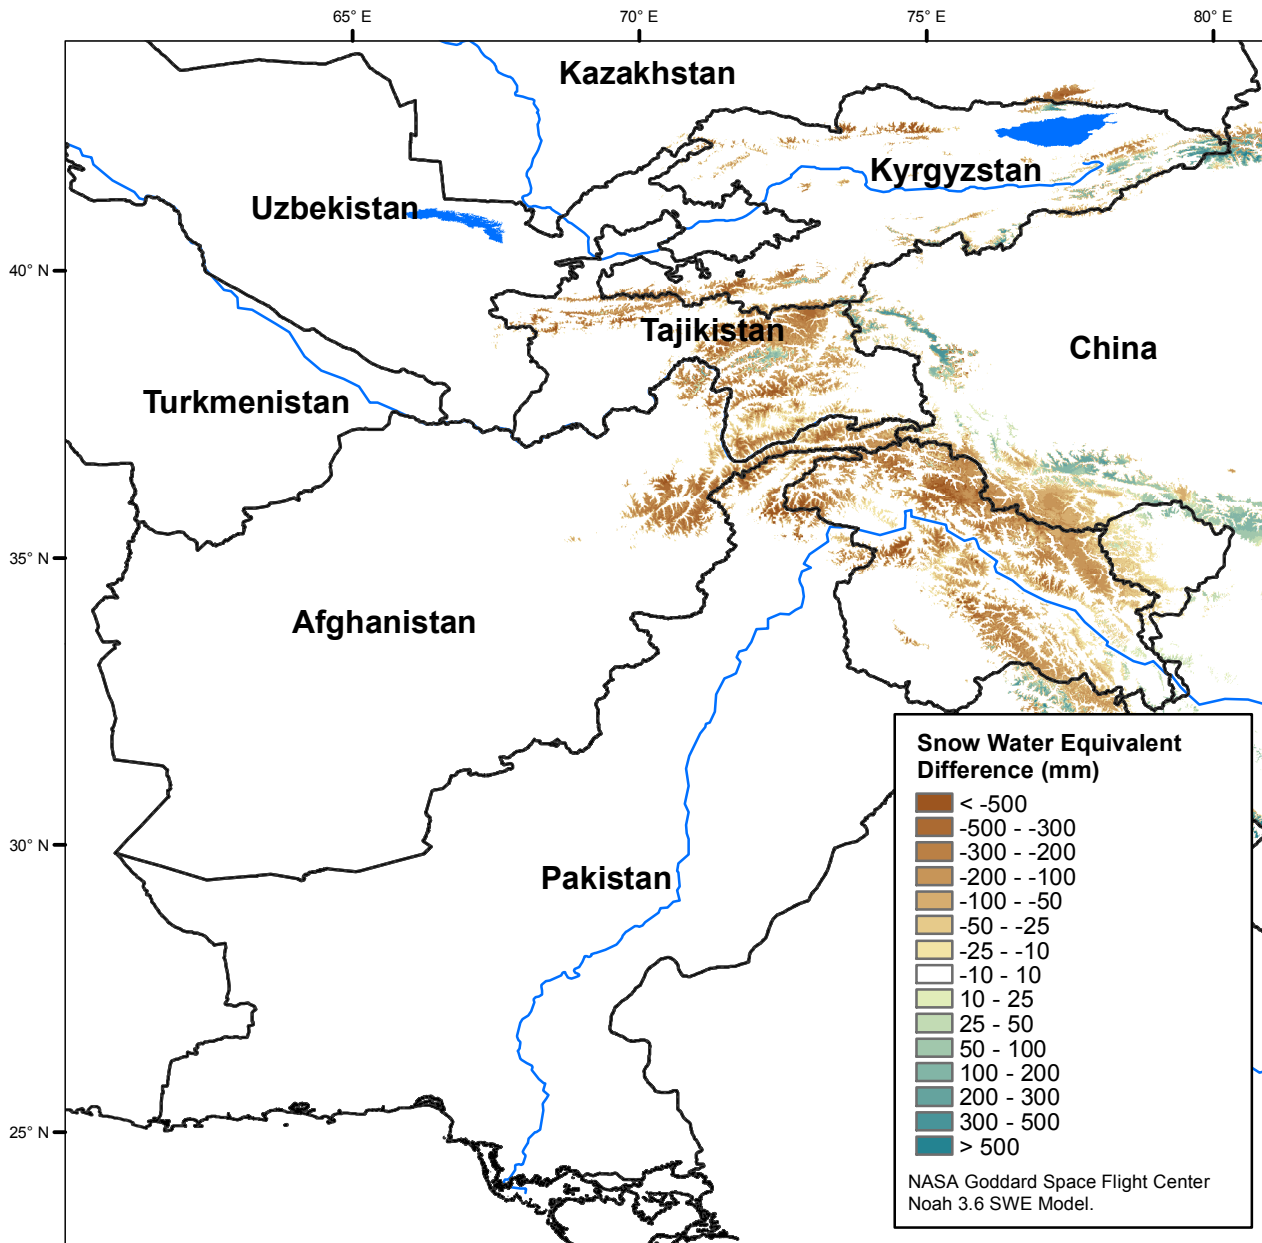 65° E
70° E
75° E
80° E
Kazakhstan
Kyrgyzstan
Uzbekistan
40° N
Tajikistan
China
Turkmenistan
35° N
Afghanistan
30° N
Pakistan
25° N
Snow Water Equivalent
Difference (mm)
< -500
-500 - -300
-300 - -200
-200 - -100
-100 - -50
-50 - -25
-25 - -10
-10 - 10
10 - 25
25 - 50
50 - 100
100 - 200
200 - 300
300 - 500
> 500
NASA Goddard Space Flight Center
Noah 3.6 SWE Model.